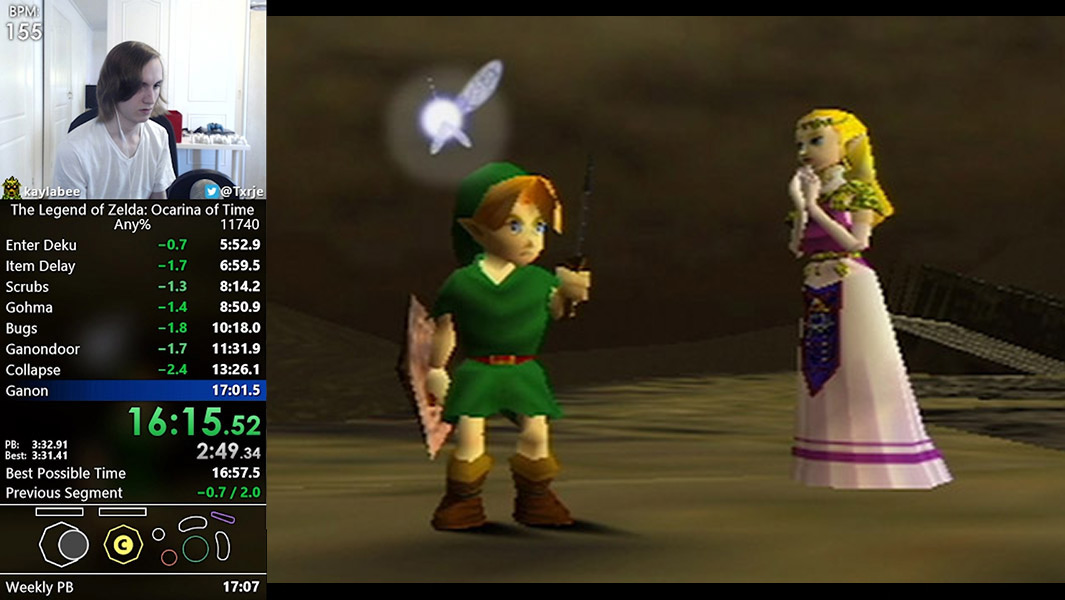 BPM:
155
kaylabee @Txrje
The Legend of Zelda: Ocarina of Time
Any% 11740
Enter Deku −0.7 5:52.9
Item Delay −1.7 6:59.5
Scrubs −1.3 8:14.2
Gohma −1.4 8:50.9
Bugs −1.8 10:18.0
Ganondoor −1.7 11:31.9
Collapse −2.4 13:26.1
Ganon 17:01.5
16:15.52
PB: 3:32.91
Best: 3:31.41 2:49.34
Best Possible Time 16:57.5
Previous Segment −0.7 / 2.0
C
Weekly PB 17:07